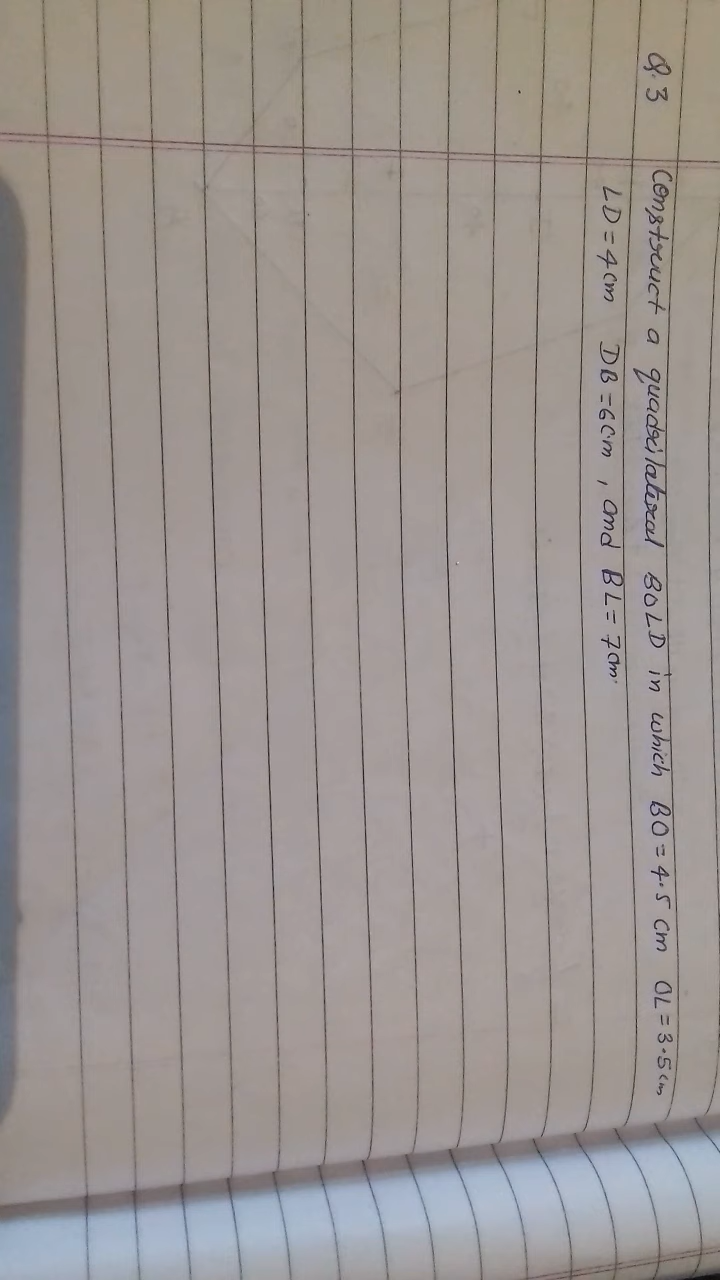 Q.3 Construct a quadrilateral BOLD in which BO = 4.5 cm OL = 3.5 cm
LD = 4 cm DB = 6 cm , and BL = 7 cm.